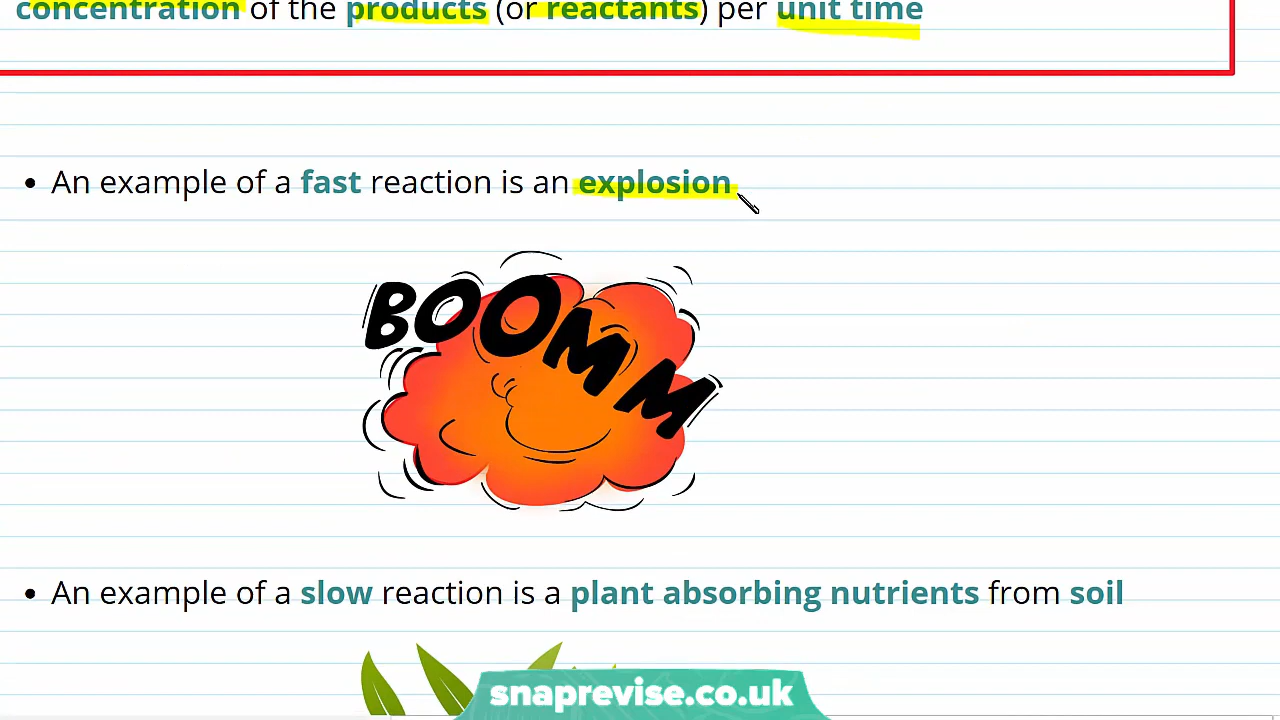 concentration of the products (or reactants) per unit time
• An example of a fast reaction is an explosion
BOOMM
• An example of a slow reaction is a plant absorbing nutrients from soil
snaprevise.co.uk